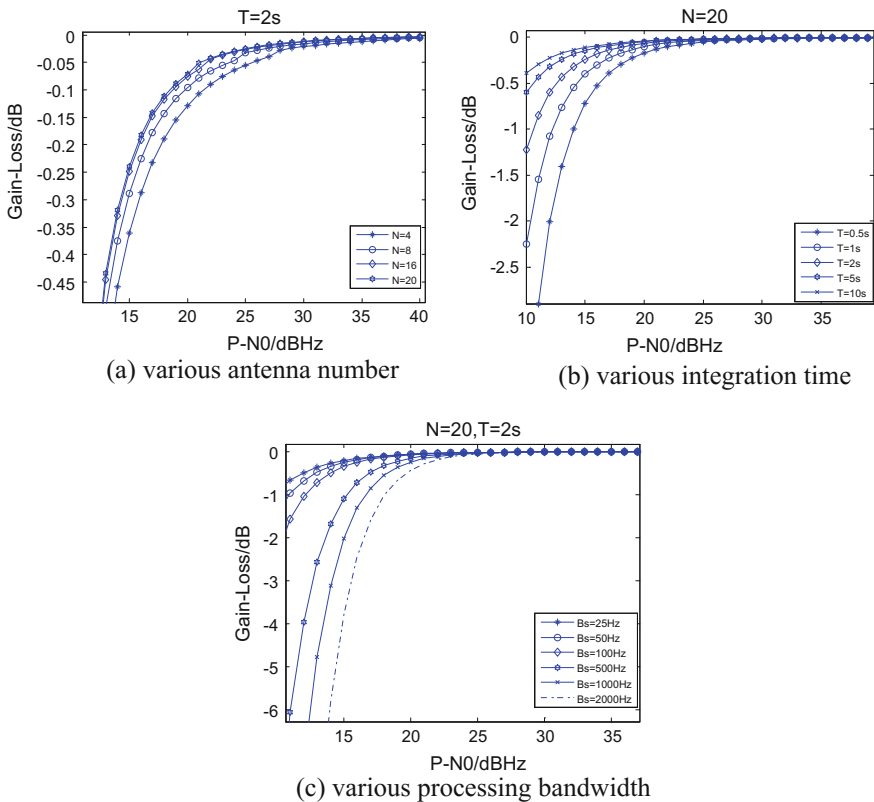 T=2s
Gain-Loss/dB
0
-0.05
-0.1
-0.15
-0.2
-0.25
-0.3
-0.35
-0.4
-0.45
N=4
N=8
N=16
N=20
15 20 25 30 35 40
P-N0/dBHz
(a) various antenna number
N=20
Gain-Loss/dB
0
-0.5
-1
-1.5
-2
-2.5
T=0.5s
T=1s
T=2s
T=5s
T=10s
10 15 20 25 30 35
P-N0/dBHz
(b) various integration time
N=20,T=2s
Gain-Loss/dB
0
-1
-2
-3
-4
-5
-6
Bs=25Hz
Bs=50Hz
Bs=100Hz
Bs=500Hz
Bs=1000Hz
Bs=2000Hz
15 20 25 30 35
P-N0/dBHz
(c) various processing bandwidth